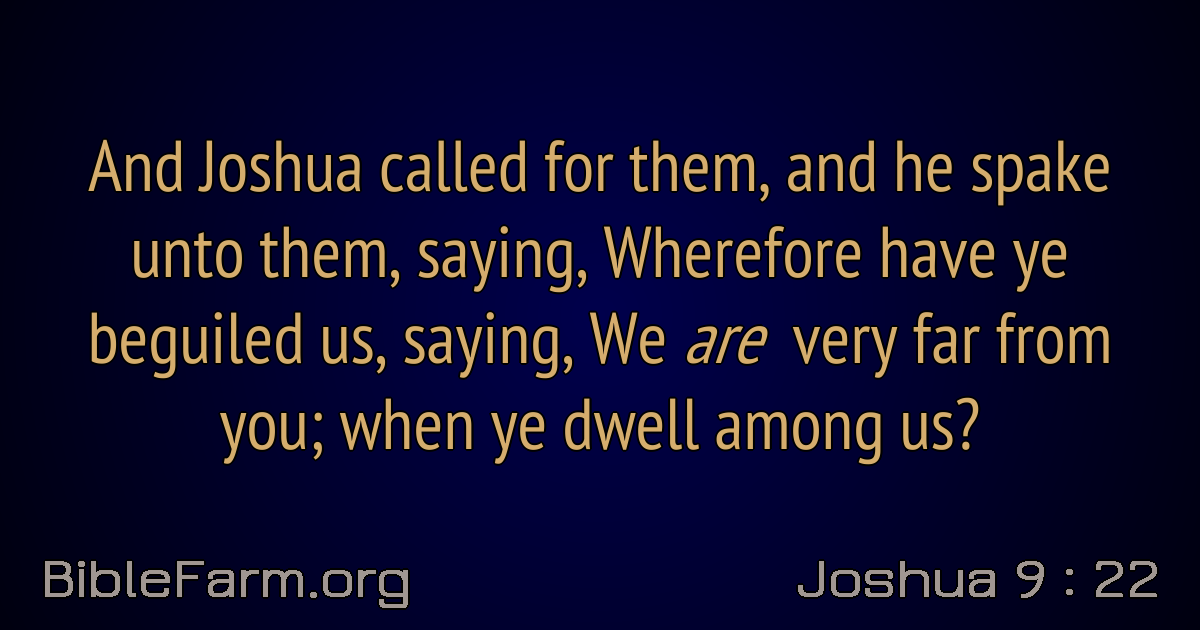 And Joshua called for them, and he spake
unto them, saying, Wherefore have ye
beguiled us, saying, We are very far from
you; when ye dwell among us?
BibleFarm.org
Joshua 9 : 22